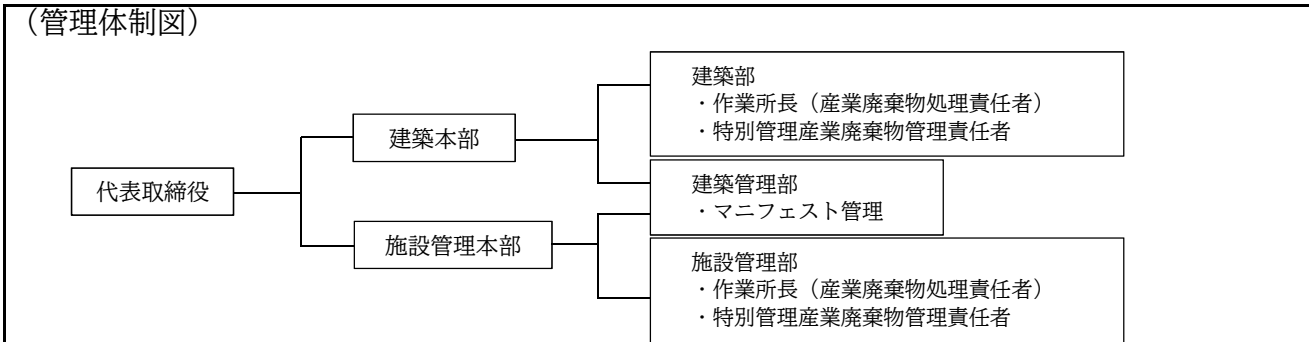 （管理体制図）
建築部
・作業所長（産業廃棄物処理責任者）
・特別管理産業廃棄物管理責任者
建築本部
代表取締役
建築管理部
・マニフェスト管理
施設管理本部
施設管理部
・作業所長（産業廃棄物処理責任者）
・特別管理産業廃棄物管理責任者